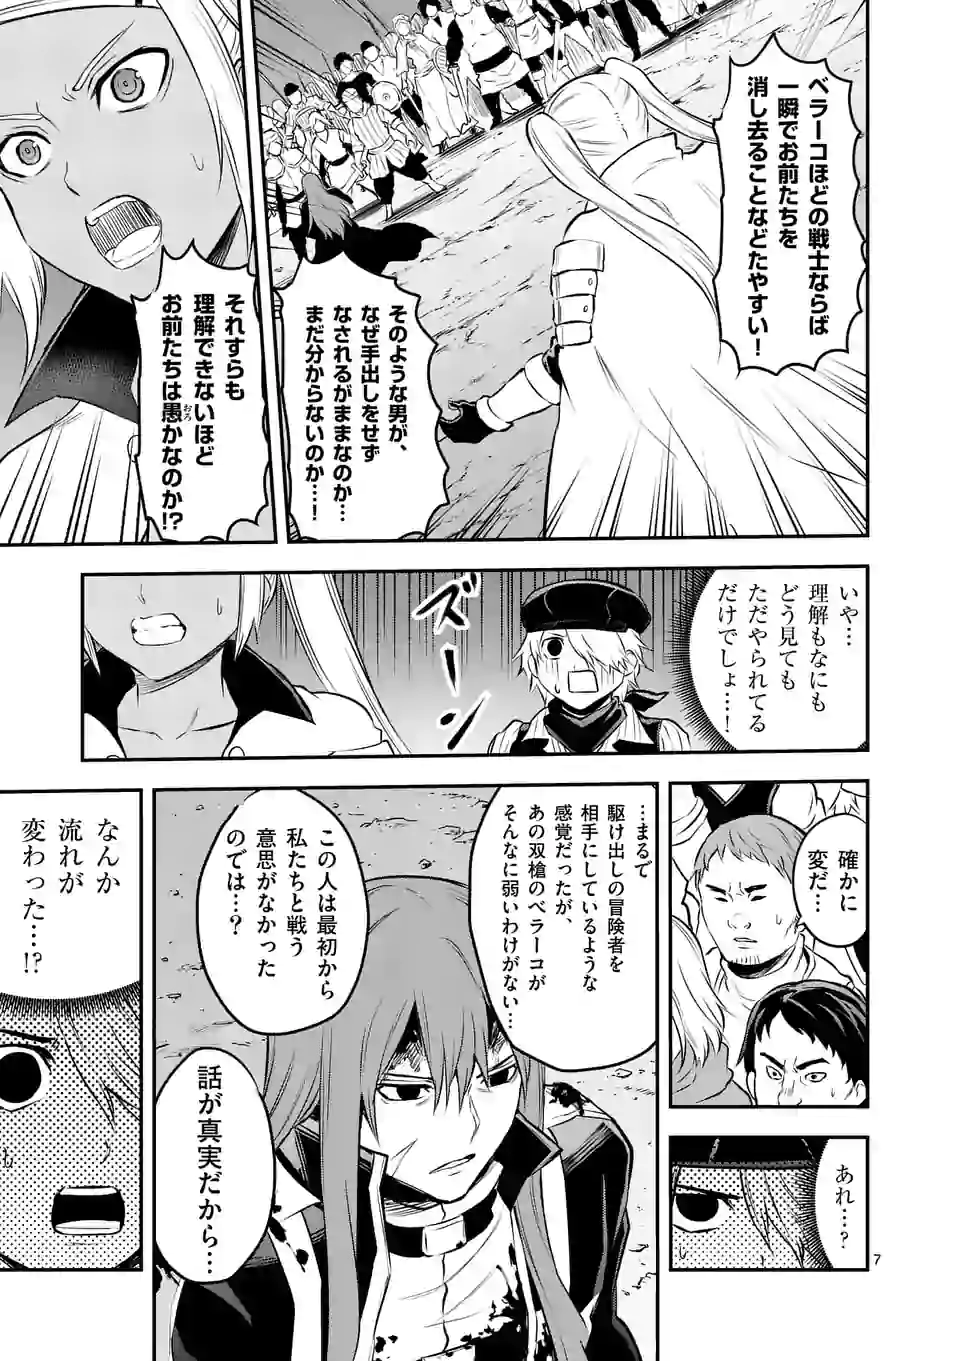 ベラーコほどの戦士ならば
一瞬でお前たちを
消し去ることなどたやすい！
そのような男が、
なぜ手出しをせず
なされるがままなのか…
まだ分からないのか…！
それすらも
理解できないほど
お前たちは愚かなのか!?
おろ
いや…
理解もなにも
どう見ても
ただやられてる
だけでしょ…！
ズーン
確かに
変だ…
…まるで
駆け出しの冒険者を
相手にしているような
感覚だったが、
あの双槍のベラーコが
そんなに弱いわけがない…
この人は最初から
私たちと戦う
意思がなかった
のでは…？
話が真実だから…
なんか
流れが
変わった…!?
あれ…？
7